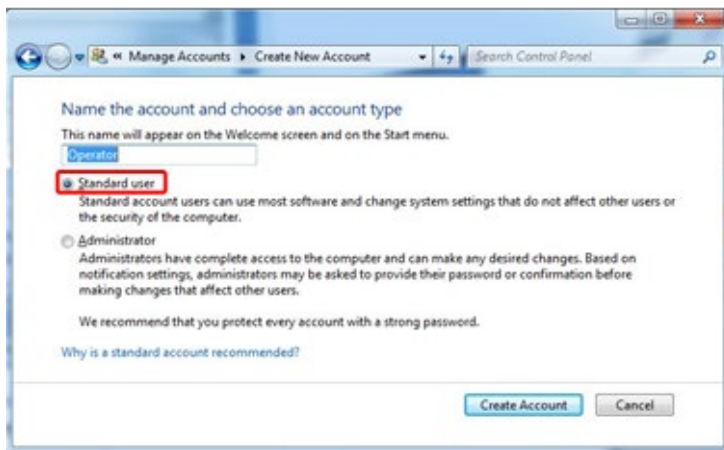 « Manage Accounts ▸ Create New Account
Search Control Panel
Name the account and choose an account type
This name will appear on the Welcome screen and on the Start menu.
Operator
Standard user
Standard account users can use most software and change system settings that do not affect other users or
the security of the computer.
Administrator
Administrators have complete access to the computer and can make any desired changes. Based on
notification settings, administrators may be asked to provide their password or confirmation before
making changes that affect other users.
We recommend that you protect every account with a strong password.
Why is a standard account recommended?
Create Account
Cancel